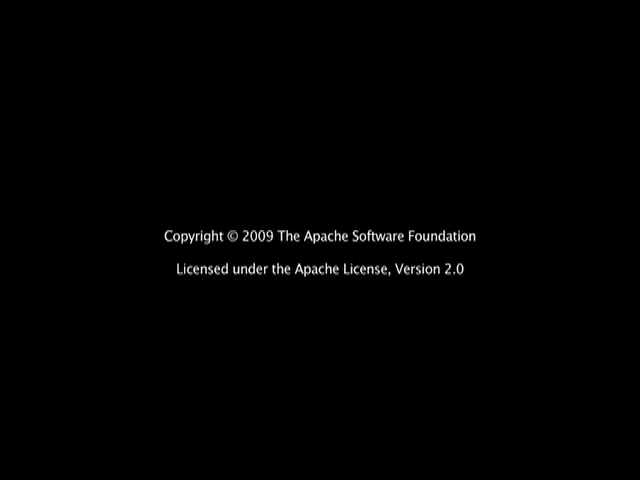 Copyright © 2009 The Apache Software Foundation
Licensed under the Apache License, Version 2.0